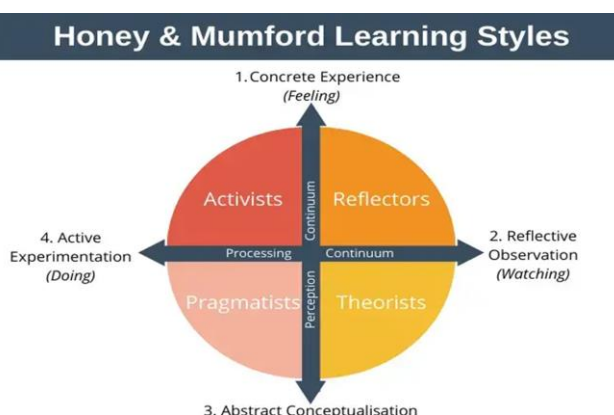 Honey & Mumford Learning Styles
1. Concrete Experience
(Feeling)
Activists
Reflectors
Continuum
4. Active
Experimentation
(Doing)
Processing
Continuum
2. Reflective
Observation
(Watching)
Pragmatists
Perception
Theorists
3. Abstract Conceptualisation